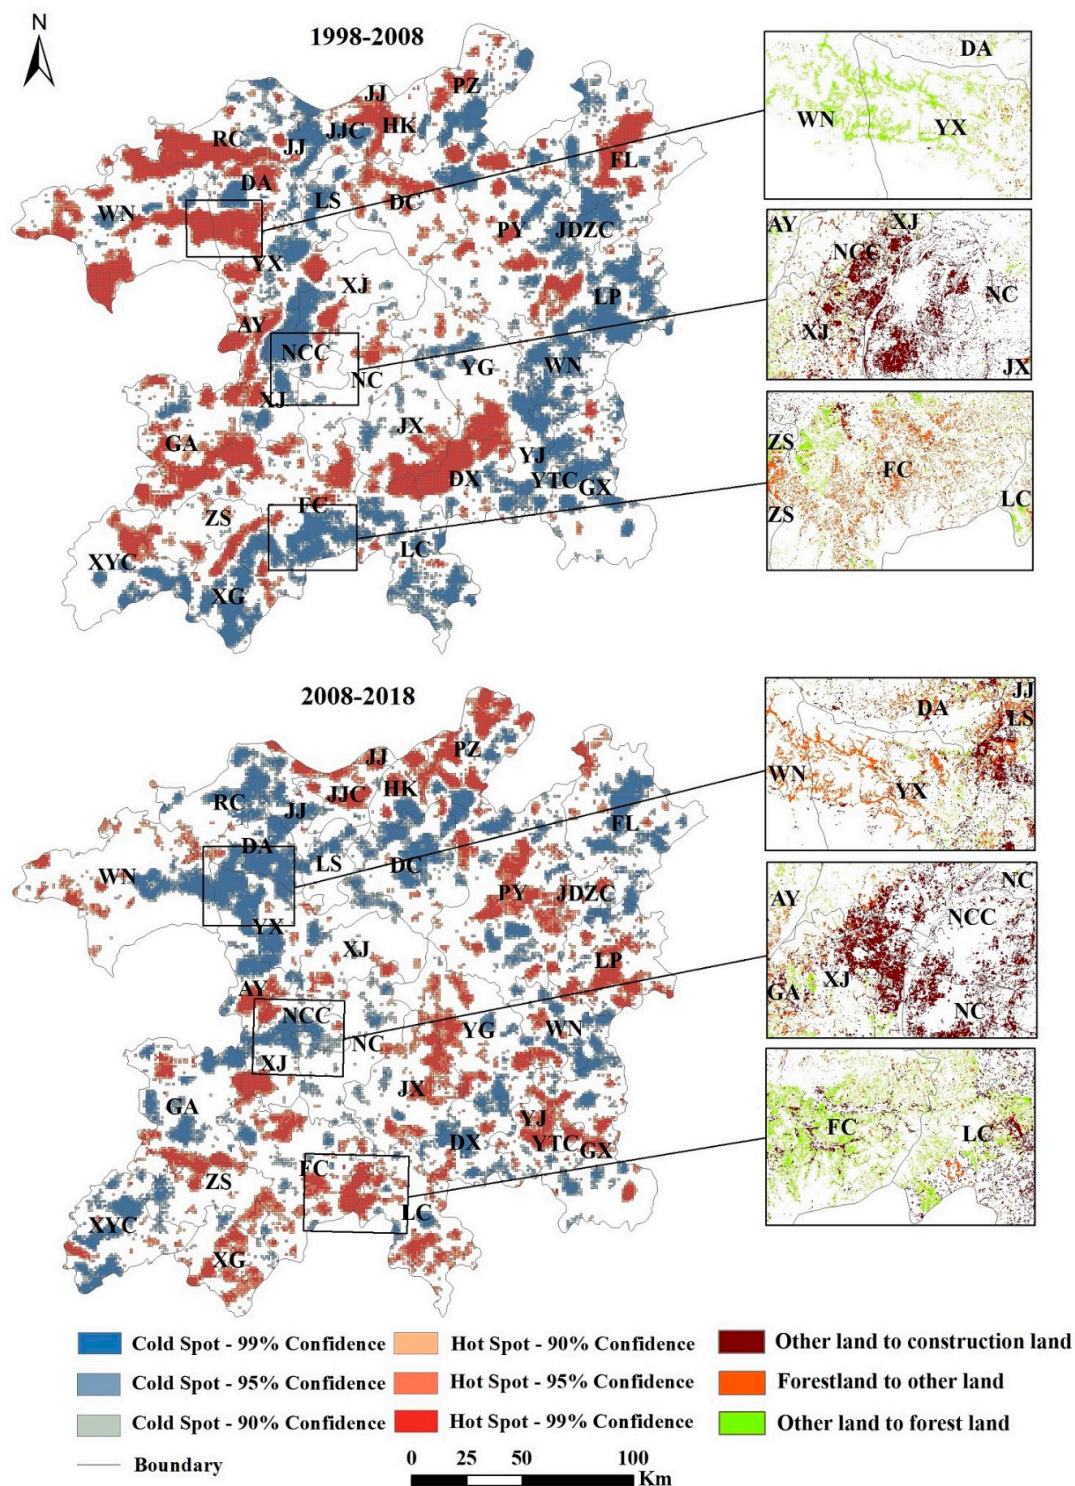 N
1998-2008
PZ
JJ
RC
JJ
JJC
HK
FL
DA
LS
DC
WN
PY
JDZC
YX
XJ
LP
AY
NCC
WN
YG
NC
XJ
JX
GA
YJ
DX
YTC
GX
FC
ZS
LC
XYC
XG
DA
WN
YX
AY
XJ
NCC
NC
XJ
JX
ZS
FC
ZS
LC
2008-2018
JJ
PZ
JJC
HK
RC
JJ
FL
DA
LS
DC
WN
PY
JDZC
YX
XJ
LP
AY
NCC
YG
WN
NC
XJ
JX
GA
YJ
DX
YTC
GX
FC
ZS
LC
XYC
XG
JJ
DA
LS
WN
YX
NC
AY
NCC
XJ
GA
NC
FC
LC
Cold Spot - 99% Confidence
Hot Spot - 90% Confidence
Other land to construction land
Cold Spot - 95% Confidence
Hot Spot - 95% Confidence
Forestland to other land
Cold Spot - 90% Confidence
Hot Spot - 99% Confidence
Other land to forest land
Boundary
0 25 50 100
Km